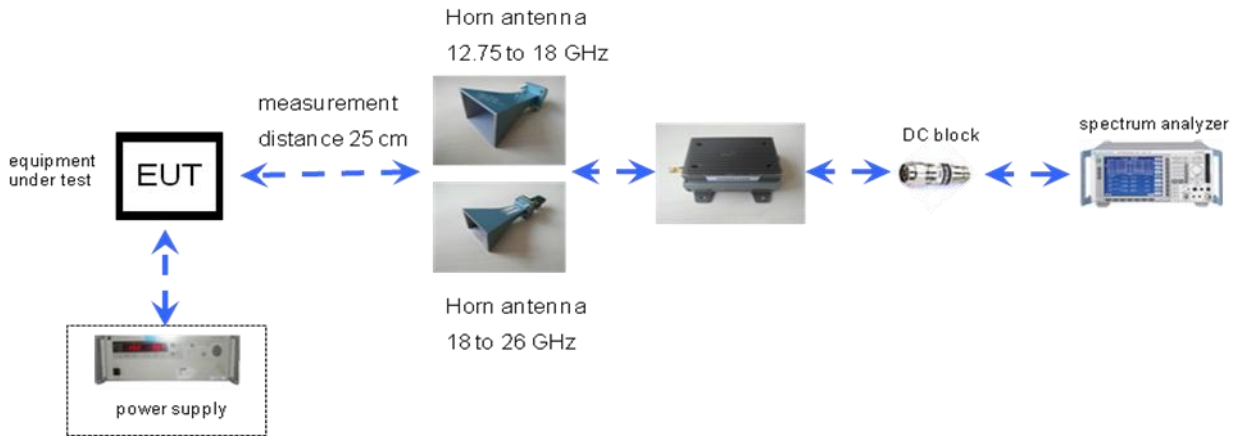 Horn antenna
12.75 to 18 GHz
measurement
distance 25 cm
equipment
under test
EUT
DC block
spectrum analyzer
Horn antenna
18 to 26 GHz
power supply